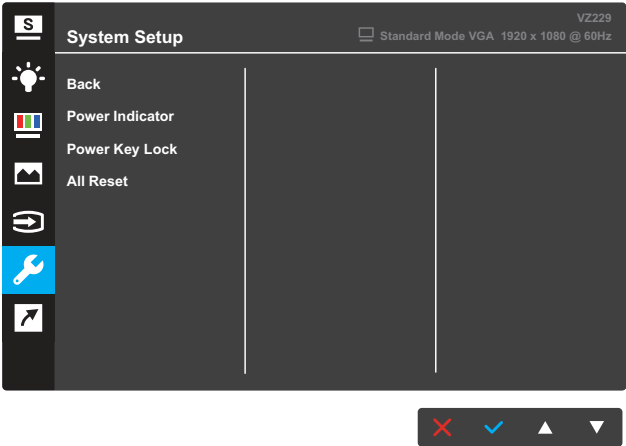 S
VZ229
System Setup
Standard Mode VGA 1920 x 1080 @ 60Hz
Back
Power Indicator
Power Key Lock
All Reset